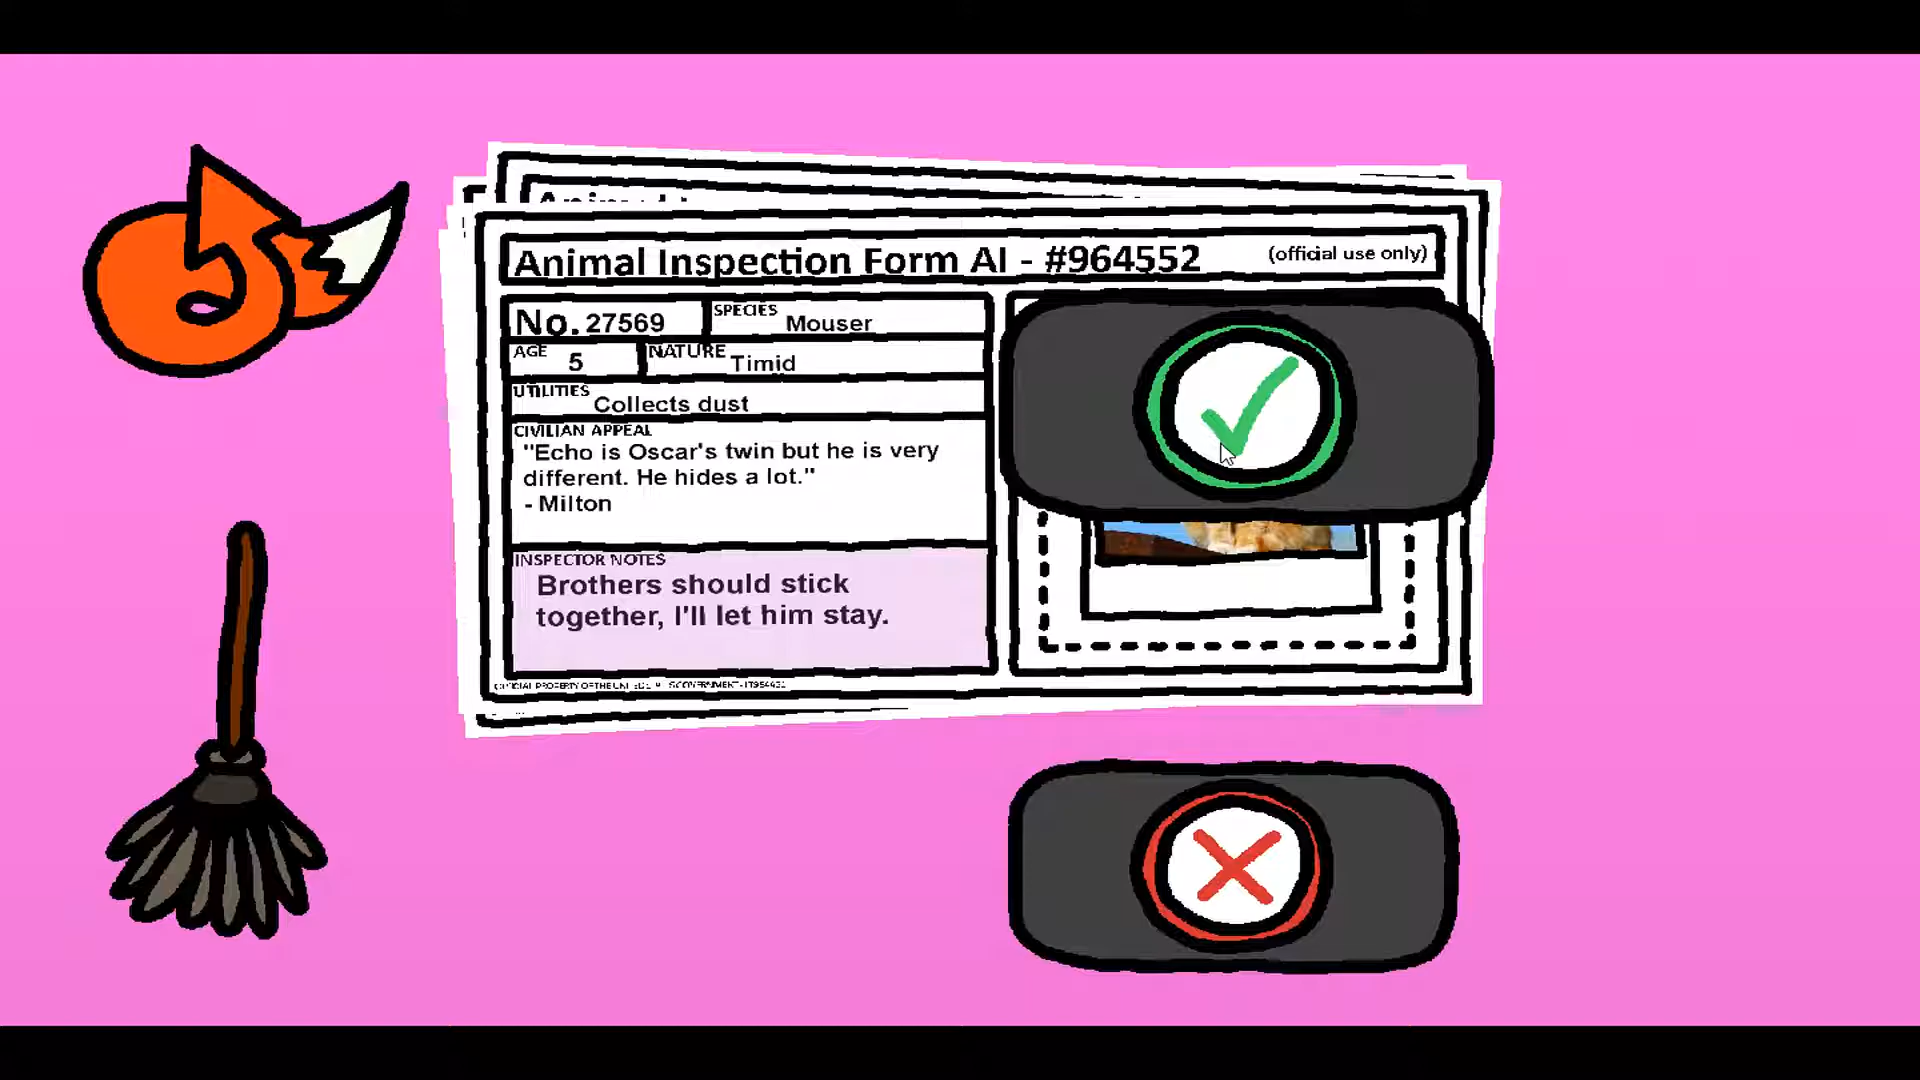 Animal Inspection Form AI - #964552
(official use only)
No. 27569
SPECIES Mouser
AGE 5
NATURE Timid
UTILITIES Collects dust
CIVILIAN APPEAL
"Echo is Oscar's twin but he is very
different. He hides a lot."
- Milton
INSPECTOR NOTES
Brothers should stick
together, I'll let him stay.